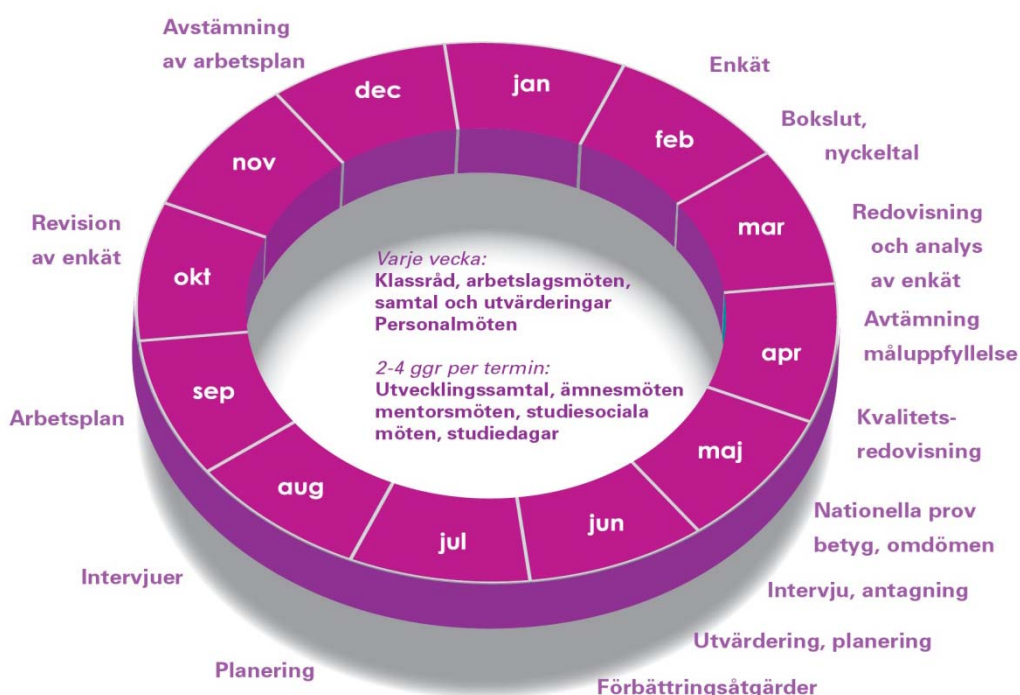 Avstämning
av arbetsplan
Enkät
Bokslut,
nyckeltal
Redovisning
och analys
av enkät
Avtämning
måluppfyllelse
Kvalitets-
redovisning
Nationella prov
betyg, omdömen
Intervju, antagning
Utvärdering, planering
Förbättringsåtgärder
Planering
Intervjuer
Arbetsplan
Revision
av enkät
jan
feb
mar
apr
maj
jun
jul
aug
sep
okt
nov
dec
Varje vecka:
Klassråd, arbetslagsmöten,
samtal och utvärderingar
Personalmöten
2-4 ggr per termin:
Utvecklingssamtal, ämnesmöten
mentorsmöten, studiesociala
möten, studiedagar